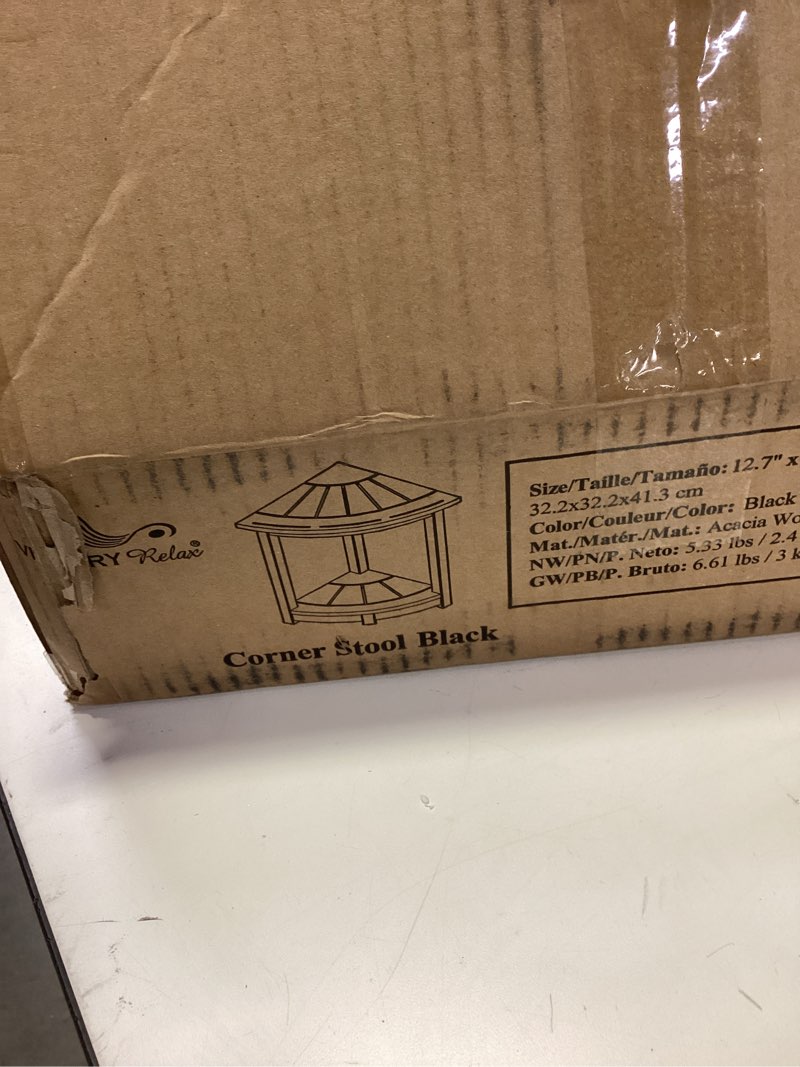 RY Relax®
Corner Stool Black
Size/Taille/Tamaño: 12.7" x
32.2x32.2x41.3 cm
Color/Couleur/Color: Black
Mat./Matér./Mat.: Acacia Wo
NW/PN/P. Neto: 5.33 lbs / 2.4
GW/PB/P. Bruto: 6.61 lbs / 3 k